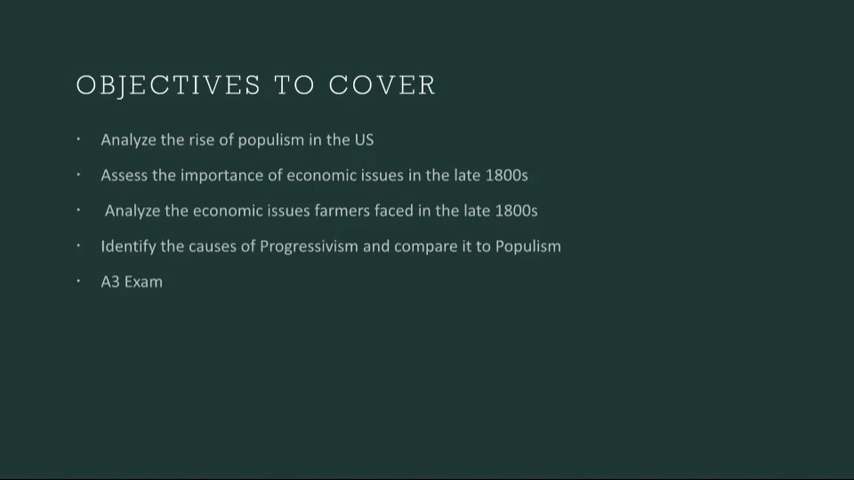 OBJECTIVES TO COVER
· Analyze the rise of populism in the US
· Assess the importance of economic issues in the late 1800s
· Analyze the economic issues farmers faced in the late 1800s
· Identify the causes of Progressivism and compare it to Populism
· A3 Exam